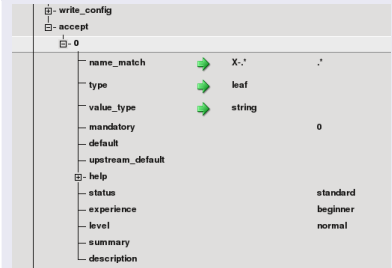 write_config
accept
0
name_match X-.* .*
type leaf
value_type string
mandatory 0
default
upstream_default
help
status standard
experience beginner
level normal
summary
description